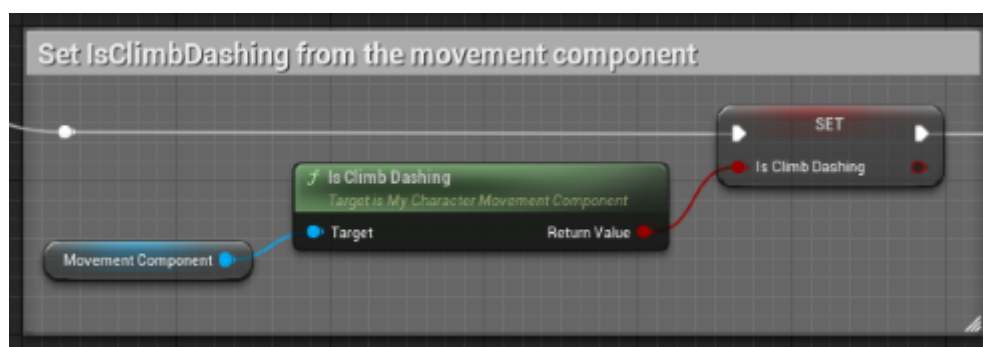 Set IsClimbDashing from the movement component
SET
Is Climb Dashing
f Is Climb Dashing
Target is My Character Movement Component
Target Return Value
Movement Component